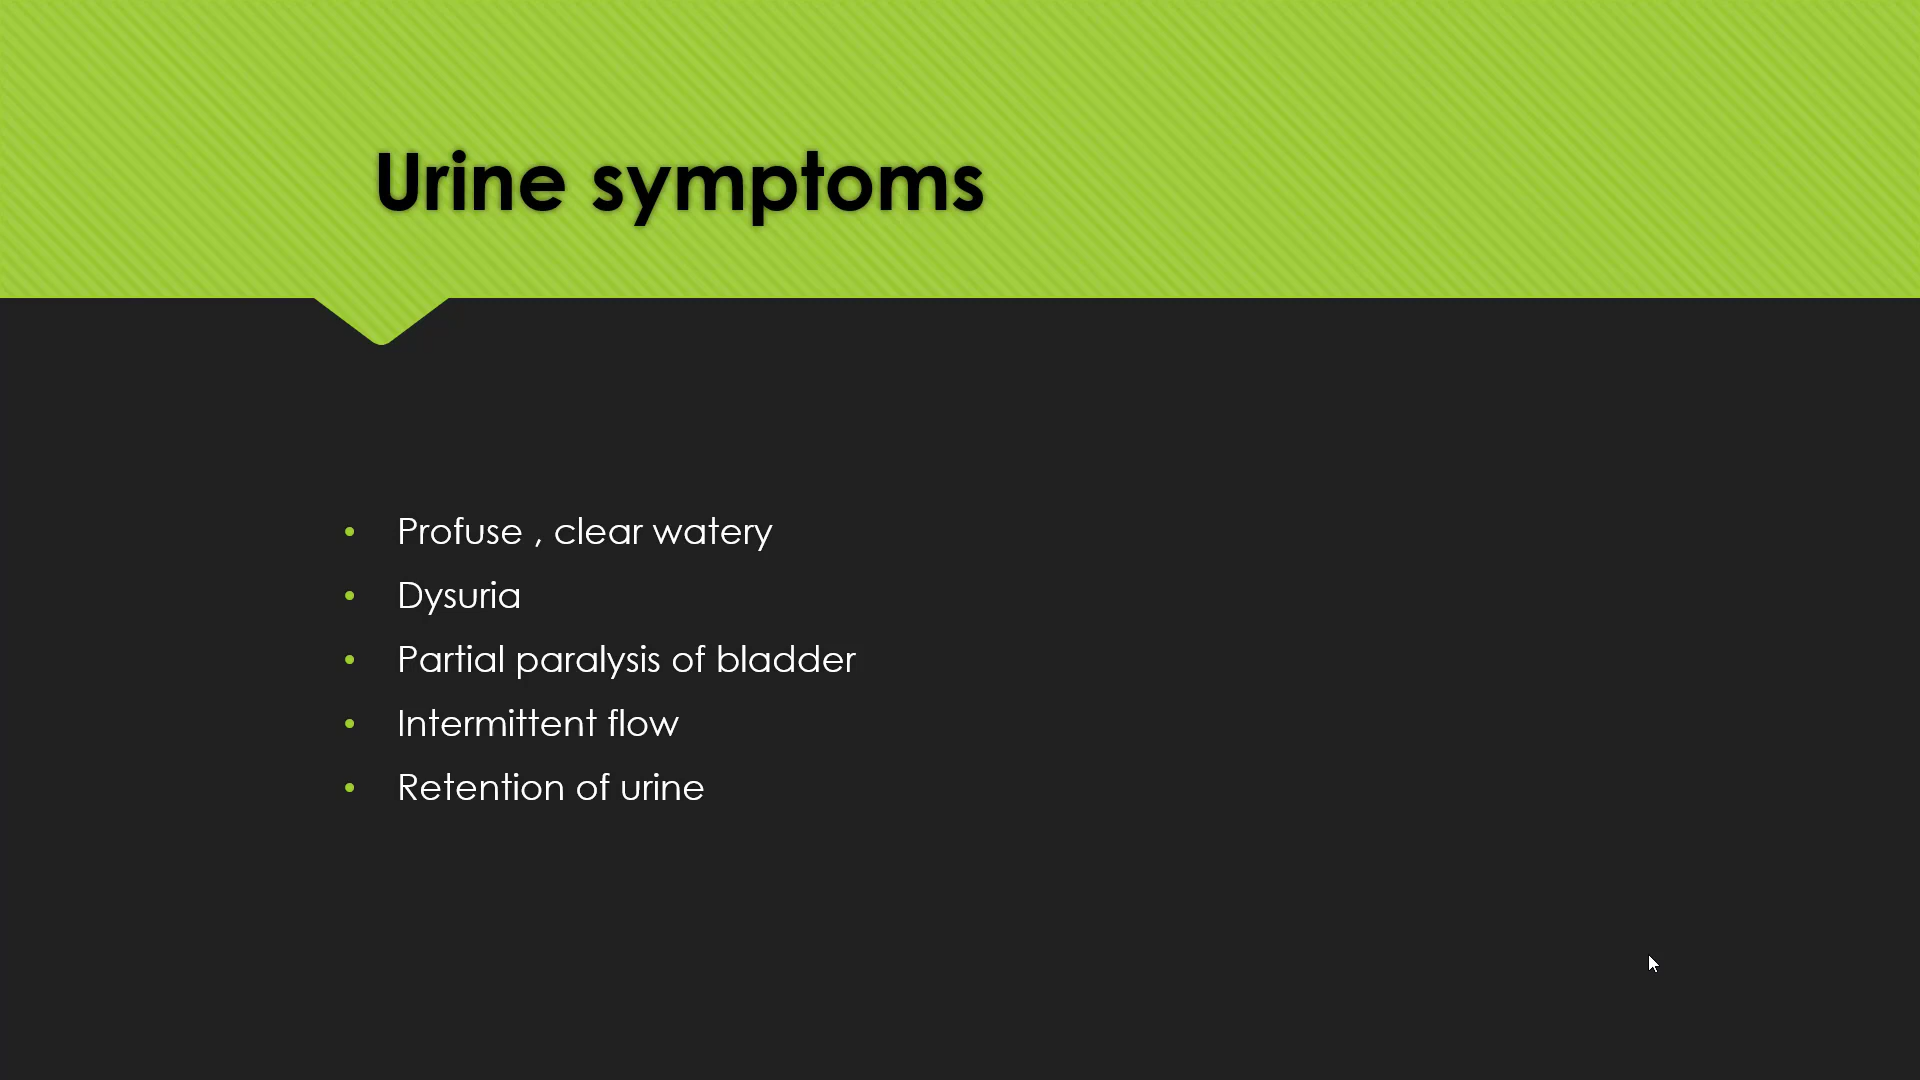 Urine symptoms
• Profuse , clear watery
• Dysuria
• Partial paralysis of bladder
• Intermittent flow
• Retention of urine